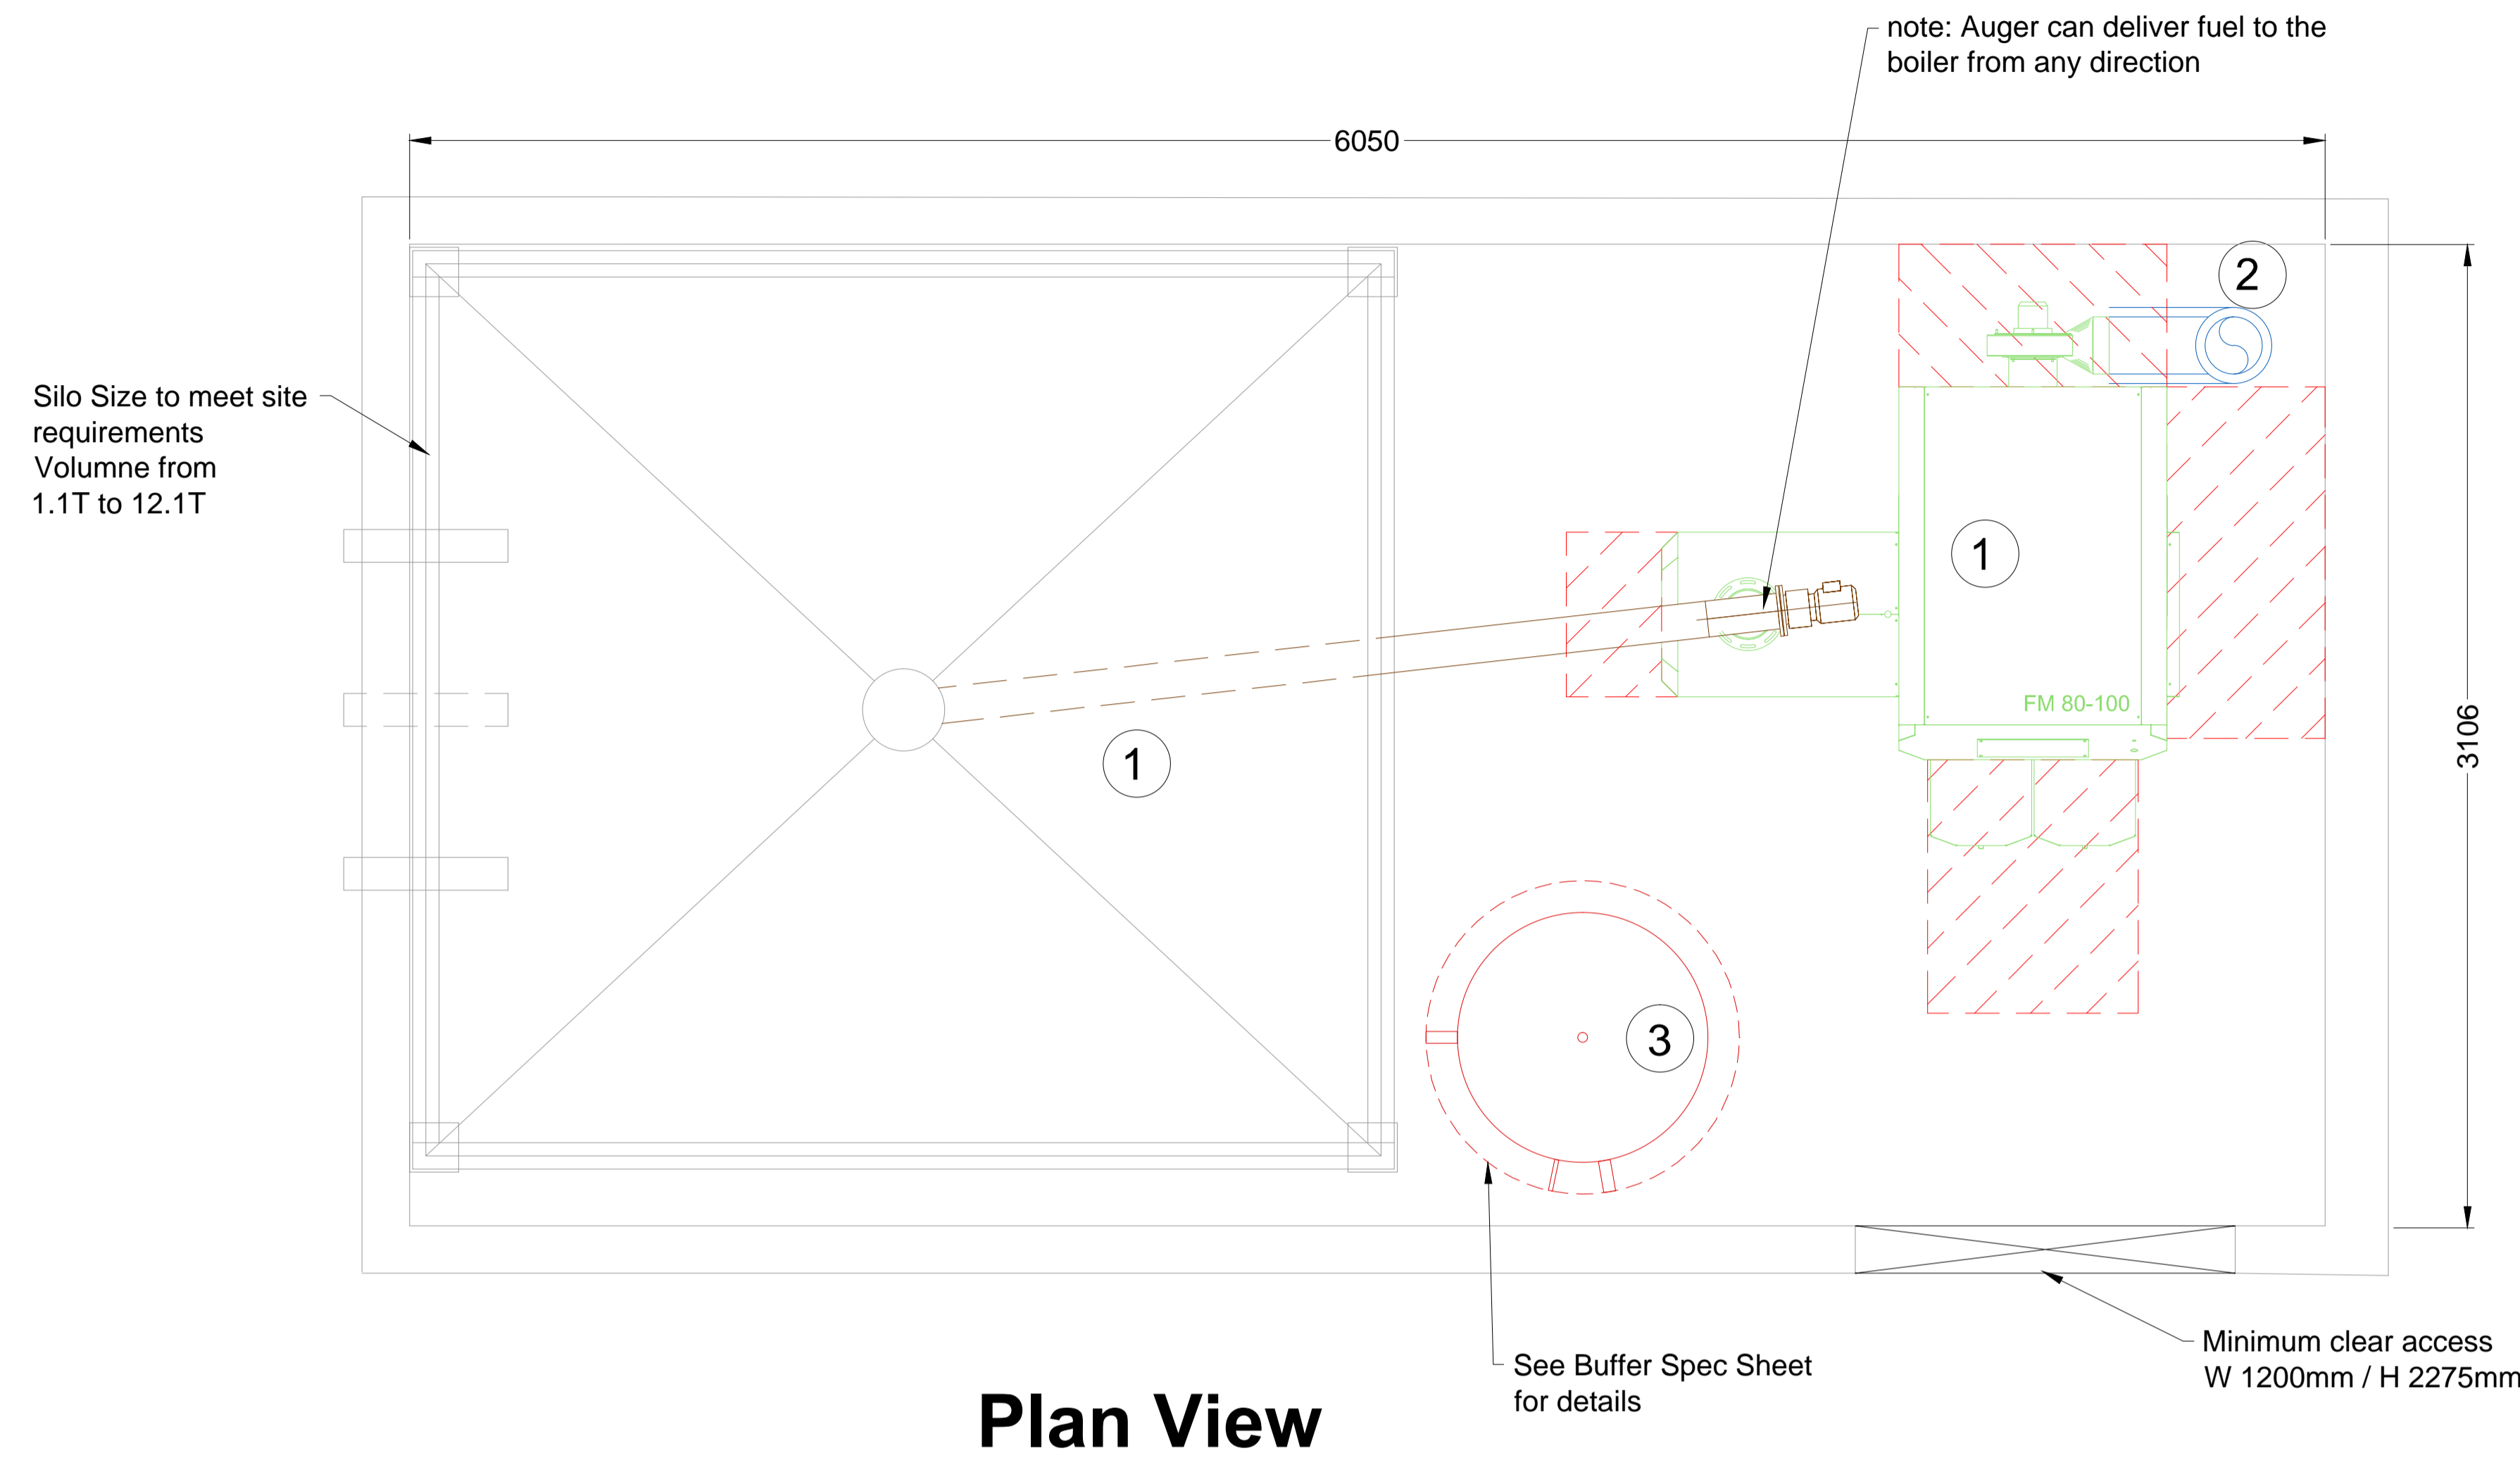 note: Auger can deliver fuel to the
boiler from any direction
6050
2
Silo Size to meet site
requirements
Volumne from
1.1T to 12.1T
1
FM 80-100
3106
1
3
Minimum clear access
W 1200mm / H 2275mm
See Buffer Spec Sheet
for details
Plan View